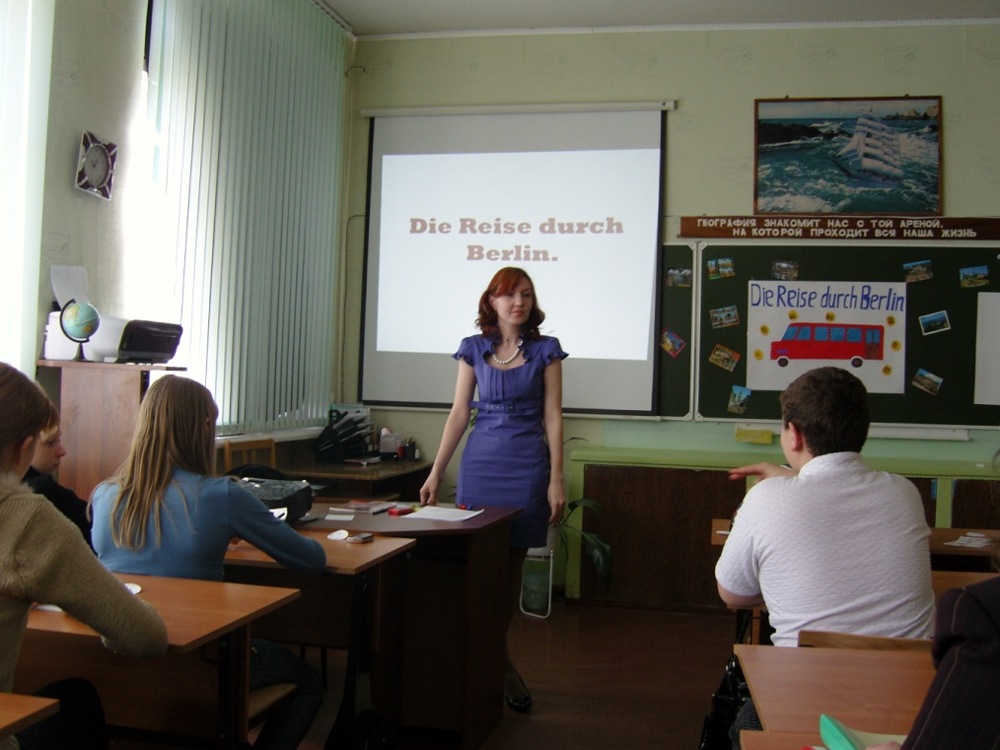 Die Reise durch
Berlin.
ГЕОГРАФИЯ ЗНАКОМИТ НАС С ТОЙ АРЕНОЙ,
НА КОТОРОЙ ПРОХОДИТ ВСЯ НАША ЖИЗНЬ
Die Reise durch Berlin